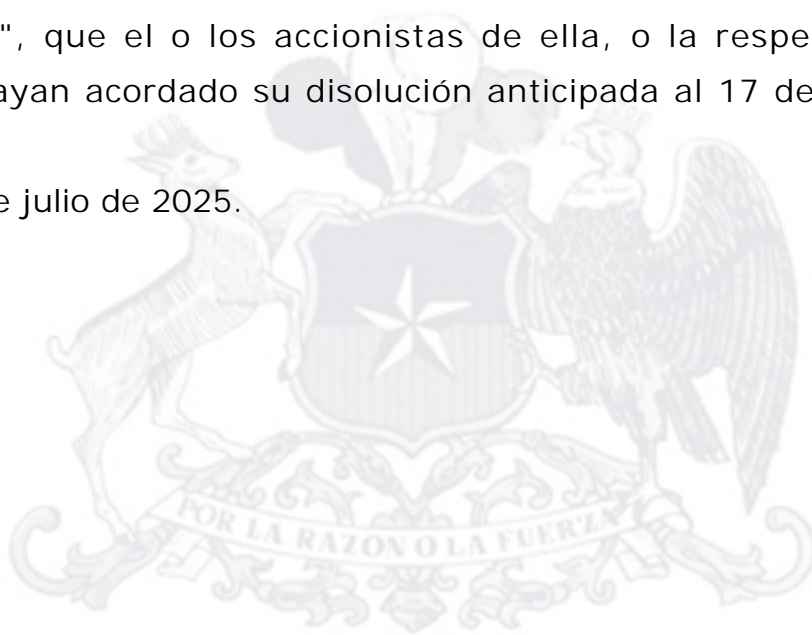 ", que el o los accionistas de ella, o la respe
ayan acordado su disolución anticipada al 17 de
e julio de 2025.
POR LA RAZON O LA FUERZA